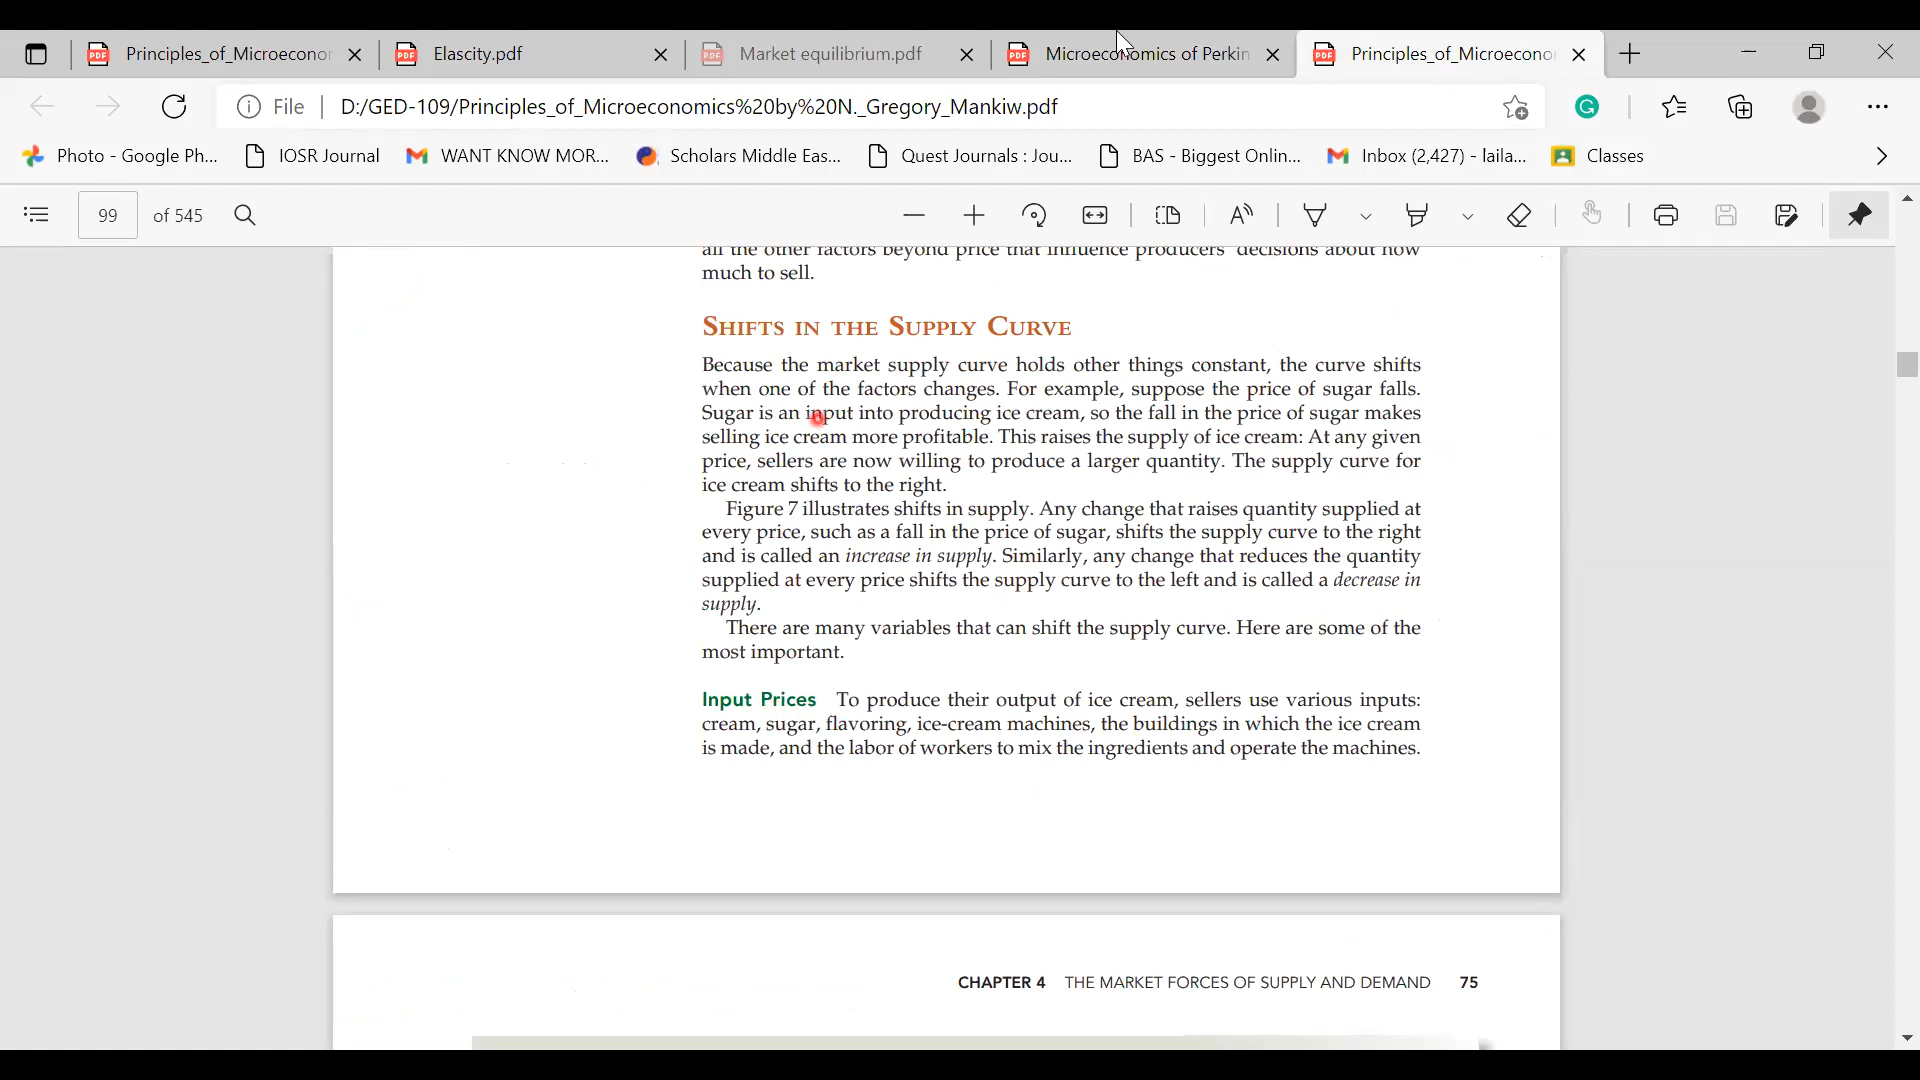 Principles_of_Microeconor
Elascity.pdf
Market equilibrium.pdf
Microeconomics of Perkin
Principles_of_Microecono
File
D:/GED-109/Principles_of_Microeconomics%20by%20N._Gregory_Mankiw.pdf
Photo - Google Ph...
IOSR Journal
WANT KNOW MOR...
Scholars Middle Eas...
Quest Journals : Jou...
BAS - Biggest Onlin...
Inbox (2,427) - laila...
Classes
99 of 545
all the other factors beyond price that influence producers' decisions about how
much to sell.
SHIFTS IN THE SUPPLY CURVE
Because the market supply curve holds other things constant, the curve shifts
when one of the factors changes. For example, suppose the price of sugar falls.
Sugar is an input into producing ice cream, so the fall in the price of sugar makes
selling ice cream more profitable. This raises the supply of ice cream: At any given
price, sellers are now willing to produce a larger quantity. The supply curve for
ice cream shifts to the right.
Figure 7 illustrates shifts in supply. Any change that raises quantity supplied at
every price, such as a fall in the price of sugar, shifts the supply curve to the right
and is called an increase in supply. Similarly, any change that reduces the quantity
supplied at every price shifts the supply curve to the left and is called a decrease in
supply.
There are many variables that can shift the supply curve. Here are some of the
most important.
Input Prices To produce their output of ice cream, sellers use various inputs:
cream, sugar, flavoring, ice-cream machines, the buildings in which the ice cream
is made, and the labor of workers to mix the ingredients and operate the machines.
CHAPTER 4 THE MARKET FORCES OF SUPPLY AND DEMAND 75